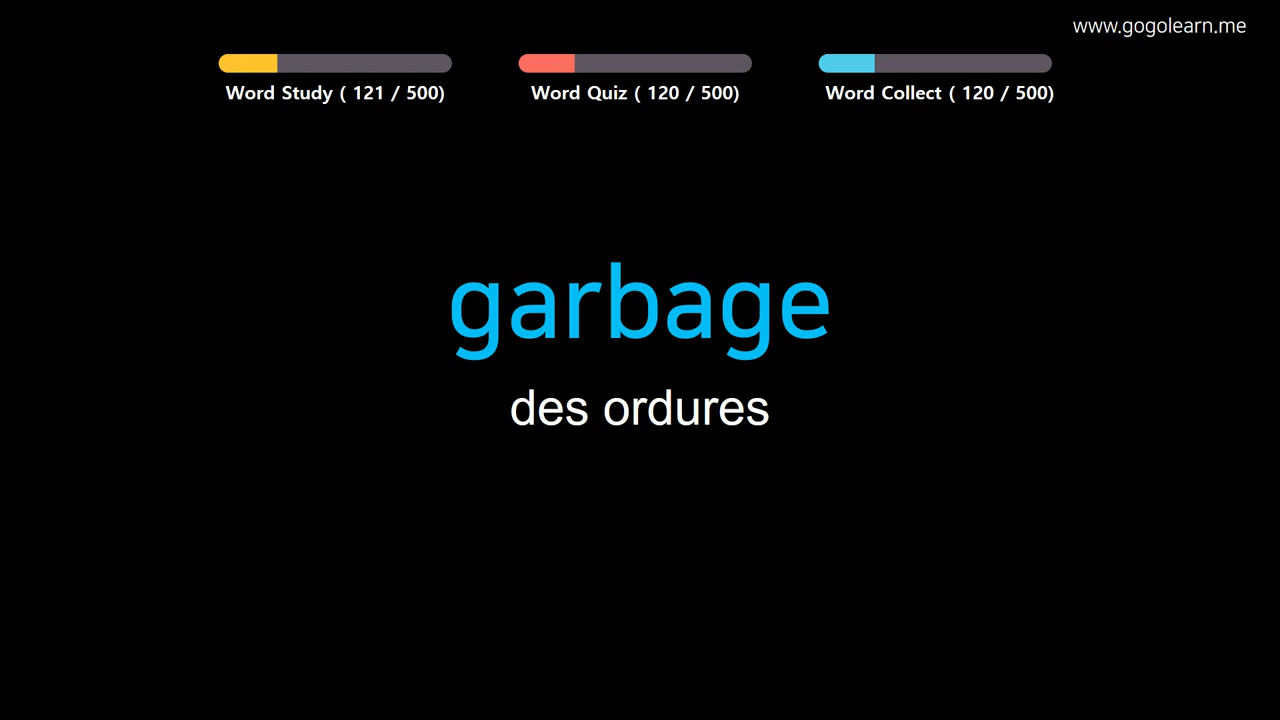 www.gogolearn.me
Word Study ( 121 / 500)
Word Quiz ( 120 / 500)
Word Collect ( 120 / 500)
garbage
des ordures